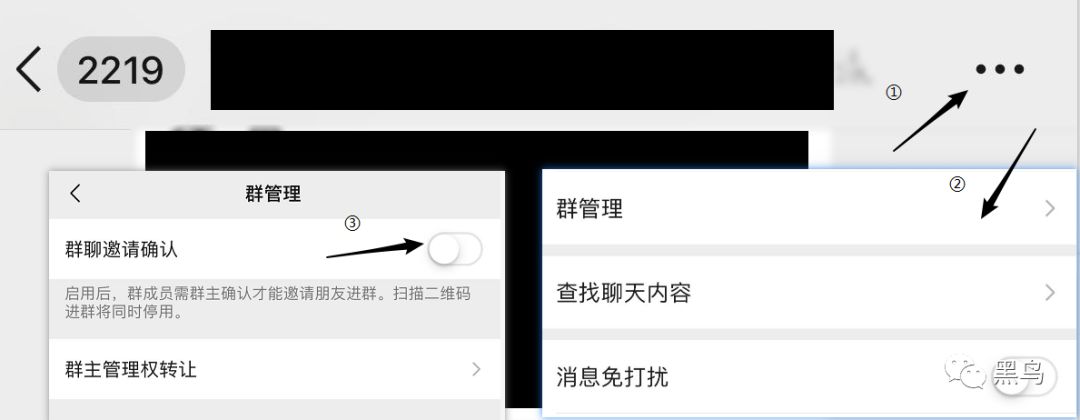 2219
①
②
群管理
③
群聊邀请确认
启用后，群成员需群主确认才能邀请朋友进群。扫描二维码
进群将同时停用。
群主管理权转让
群管理
查找聊天内容
消息免打扰
黑鸟